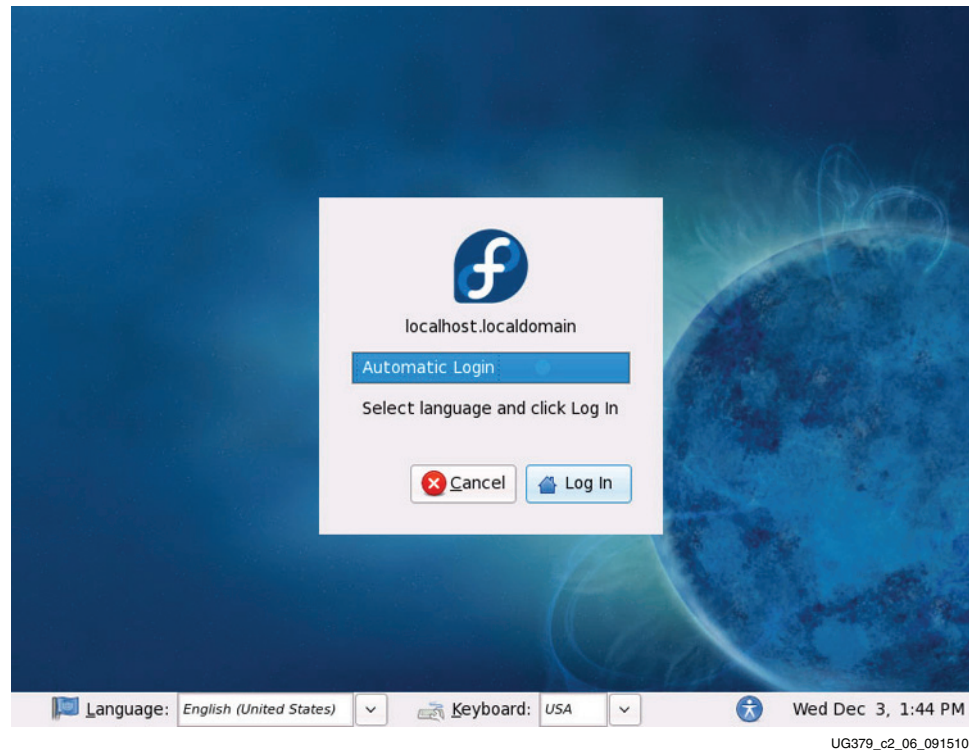 localhost.localdomain
Automatic Login
Select language and click Log In
Cancel
Log In
Language: English (United States) Keyboard: USA Wed Dec 3, 1:44 PM
UG379_c2_06_091510